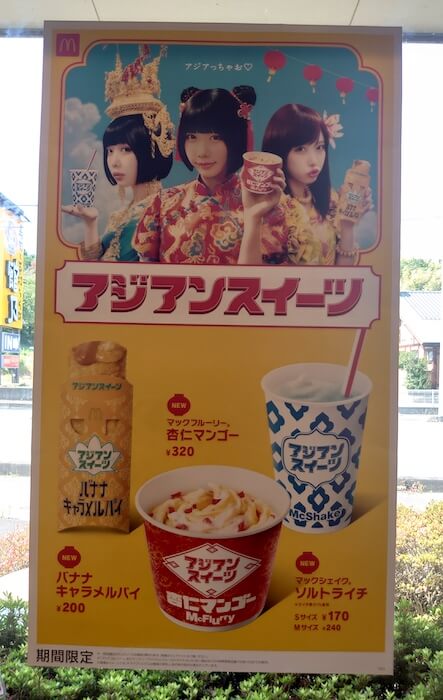 アジアっちゃお♡
アジアンスイーツ
アジアンスイーツ
アジアン
スイーツ
バナナ
キャラメルパイ
NEW
マックフルーリー®
杏仁マンゴー
¥320
アジアン
スイーツ
McShake®
アジアン
スイーツ
杏仁マンゴー
McFlurry
NEW
バナナ
キャラメルパイ
¥200
NEW
マックシェイク®
ソルトライチ
Sサイズ ¥170
Mサイズ ¥240
期間限定
INN